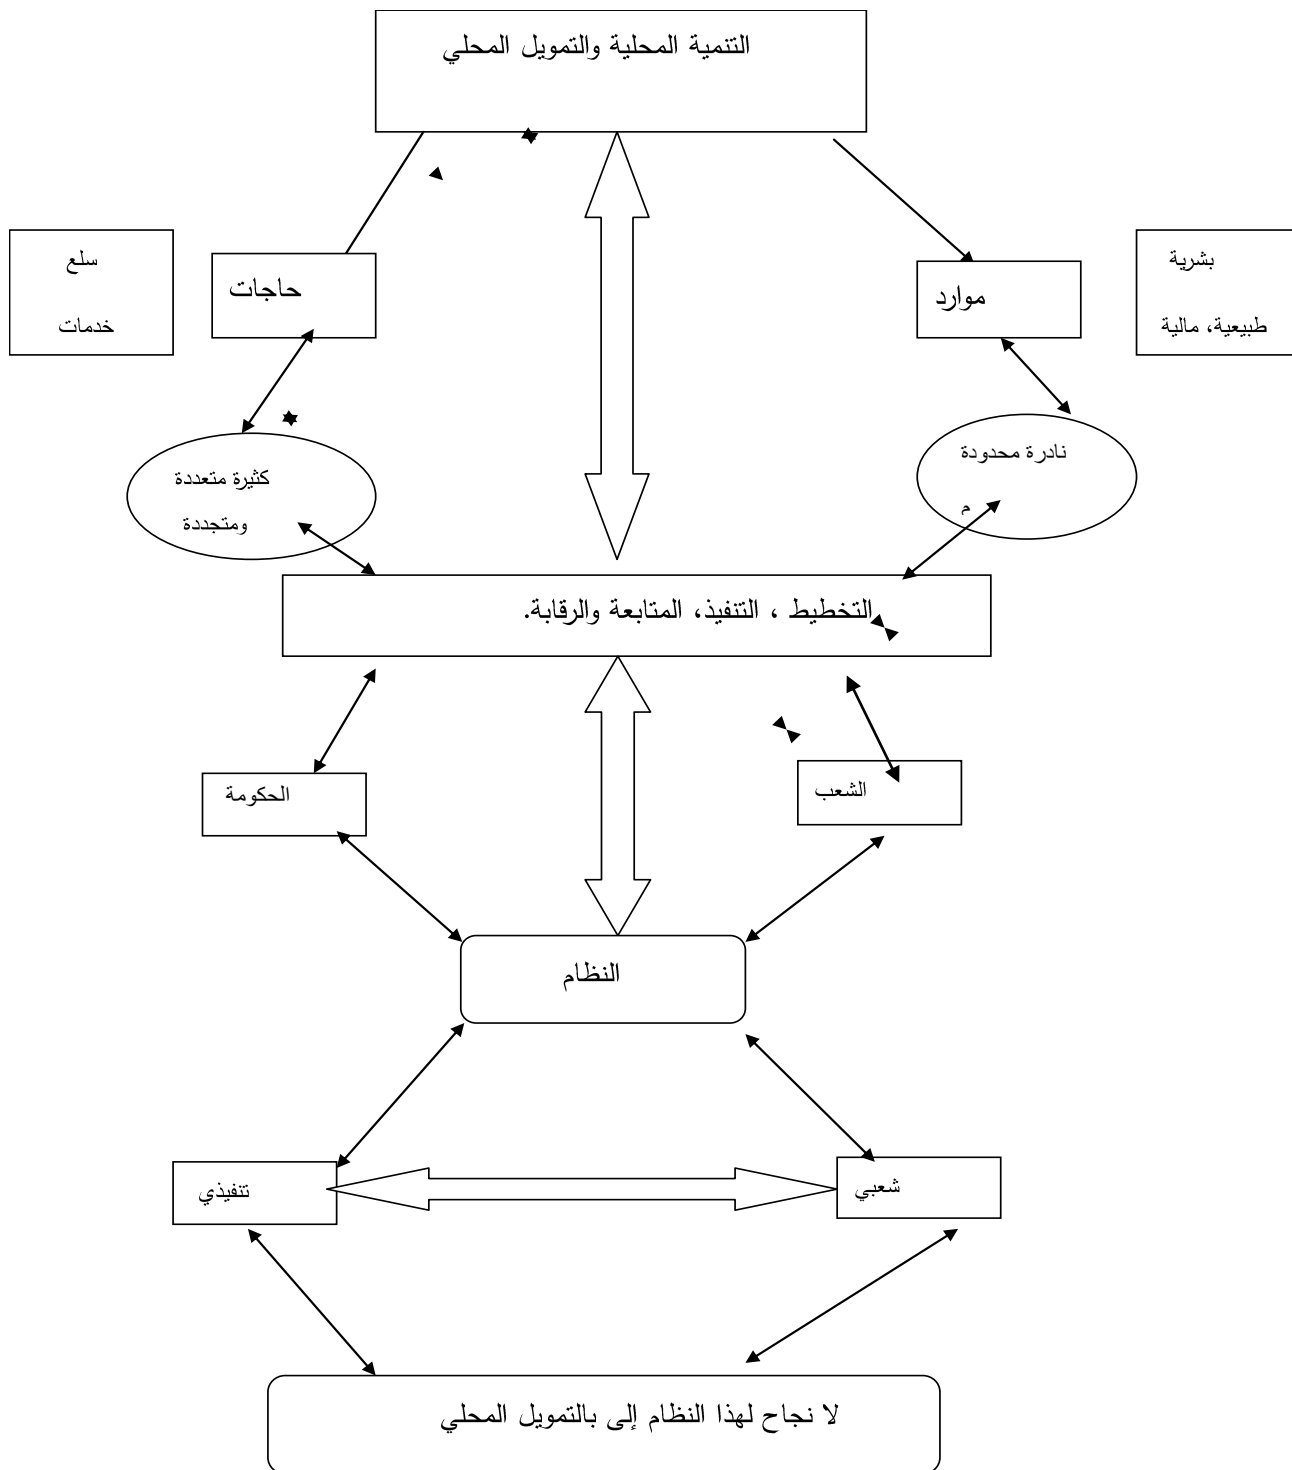 التنمية المحلية والتمويل المحلي
بشرية
طبيعية، مالية
موارد
حاجات
سلع
خدمات
نادرة محدودة
م
كثيرة متعددة
ومتجددة
التخطيط ، التنفيذ، المتابعة والرقابة.
الشعب
الحكومة
النظام
شعبي
تنفيذي
لا نجاح لهذا النظام إلى بالتمويل المحلي